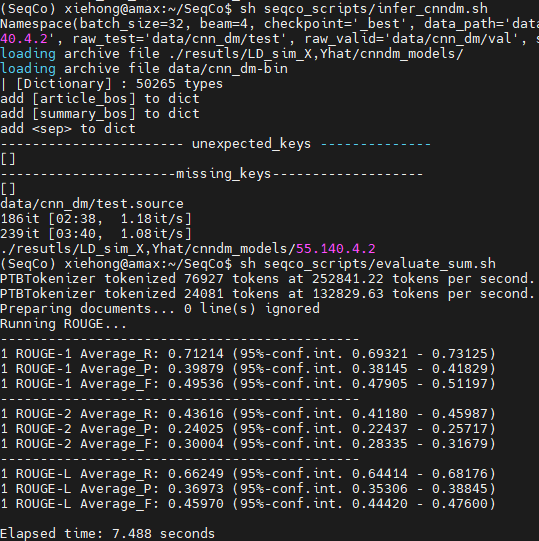 (SeqCo) xiehong@amax:~/SeqCo$ sh seqco_scripts/infer_cnndm.sh
Namespace(batch_size=32, beam=4, checkpoint='_best', data_path='data
40.4.2', raw_test='data/cnn_dm/test', raw_valid='data/cnn_dm/val', s
loading archive file ./resutls/LD_sim_X,Yhat/cnndm_models/
loading archive file data/cnn_dm-bin
| [Dictionary] : 50265 types
add [article_bos] to dict
add [summary_bos] to dict
add <sep> to dict
----------------------- unexpected_keys --------------
[]
-----------------------missing_keys-------------------
[]
data/cnn_dm/test.source
186it [02:38,  1.18it/s]
239it [03:40,  1.08it/s]
./resutls/LD_sim_X,Yhat/cnndm_models/55.140.4.2
(SeqCo) xiehong@amax:~/SeqCo$ sh seqco_scripts/evaluate_sum.sh
PTBTokenizer tokenized 76927 tokens at 252841.22 tokens per second.
PTBTokenizer tokenized 24081 tokens at 132829.63 tokens per second.
Preparing documents... 0 line(s) ignored
Running ROUGE...
---------------------------------------------
1 ROUGE-1 Average_R: 0.71214 (95%-conf.int. 0.69321 - 0.73125)
1 ROUGE-1 Average_P: 0.39879 (95%-conf.int. 0.38145 - 0.41829)
1 ROUGE-1 Average_F: 0.49536 (95%-conf.int. 0.47905 - 0.51197)
---------------------------------------------
1 ROUGE-2 Average_R: 0.43616 (95%-conf.int. 0.41180 - 0.45987)
1 ROUGE-2 Average_P: 0.24025 (95%-conf.int. 0.22437 - 0.25717)
1 ROUGE-2 Average_F: 0.30004 (95%-conf.int. 0.28335 - 0.31679)
---------------------------------------------
1 ROUGE-L Average_R: 0.66249 (95%-conf.int. 0.64414 - 0.68176)
1 ROUGE-L Average_P: 0.36973 (95%-conf.int. 0.35306 - 0.38845)
1 ROUGE-L Average_F: 0.45970 (95%-conf.int. 0.44420 - 0.47600)
Elapsed time: 7.488 seconds